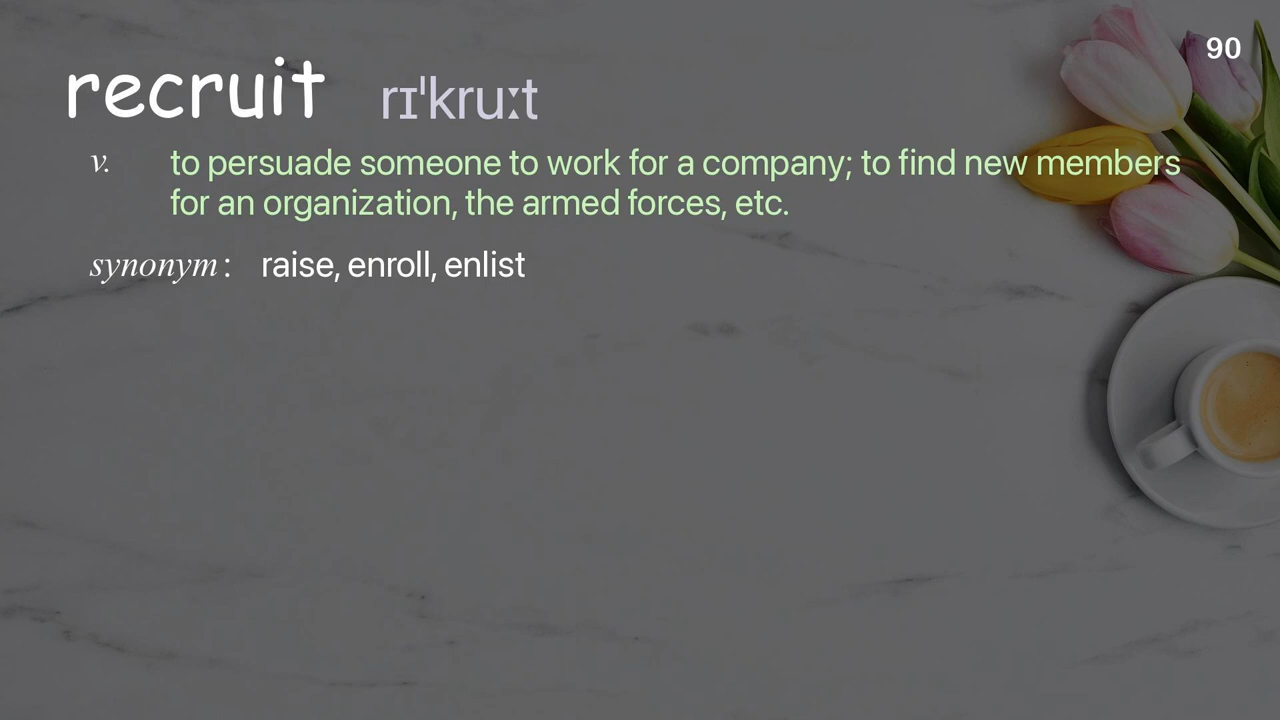 90
recruit rɪˈkruːt
v. to persuade someone to work for a company; to find new members
for an organization, the armed forces, etc.
synonym : raise, enroll, enlist